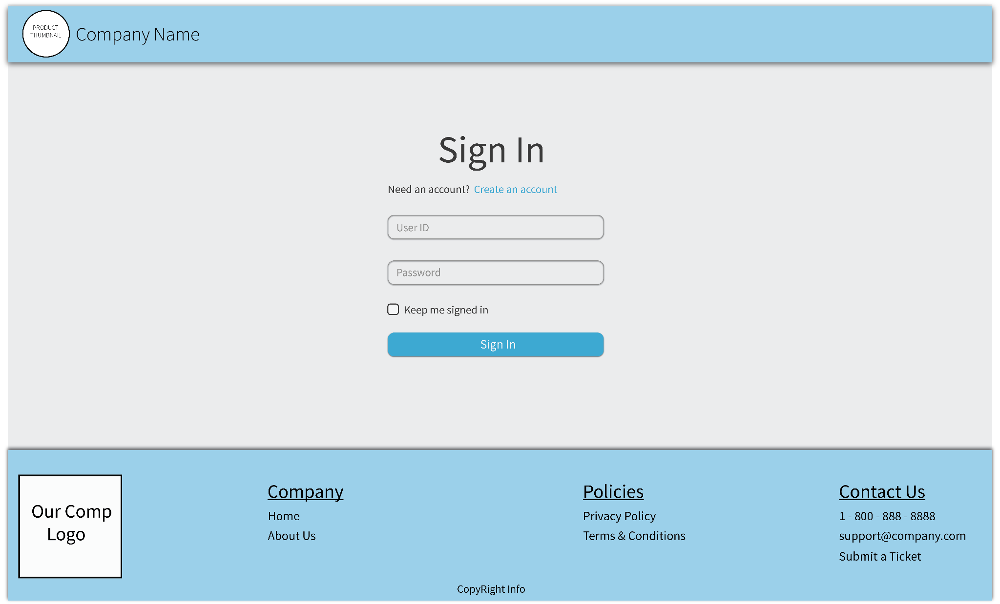 PRODUCT
THUMBNAIL
Company Name
Sign In
Need an account? Create an account
User ID
Password
Keep me signed in
Sign In
Our Comp
Logo
Company
Home
About Us
Policies
Privacy Policy
Terms & Conditions
Contact Us
1 - 800 - 888 - 8888
support@company.com
Submit a Ticket
CopyRight Info